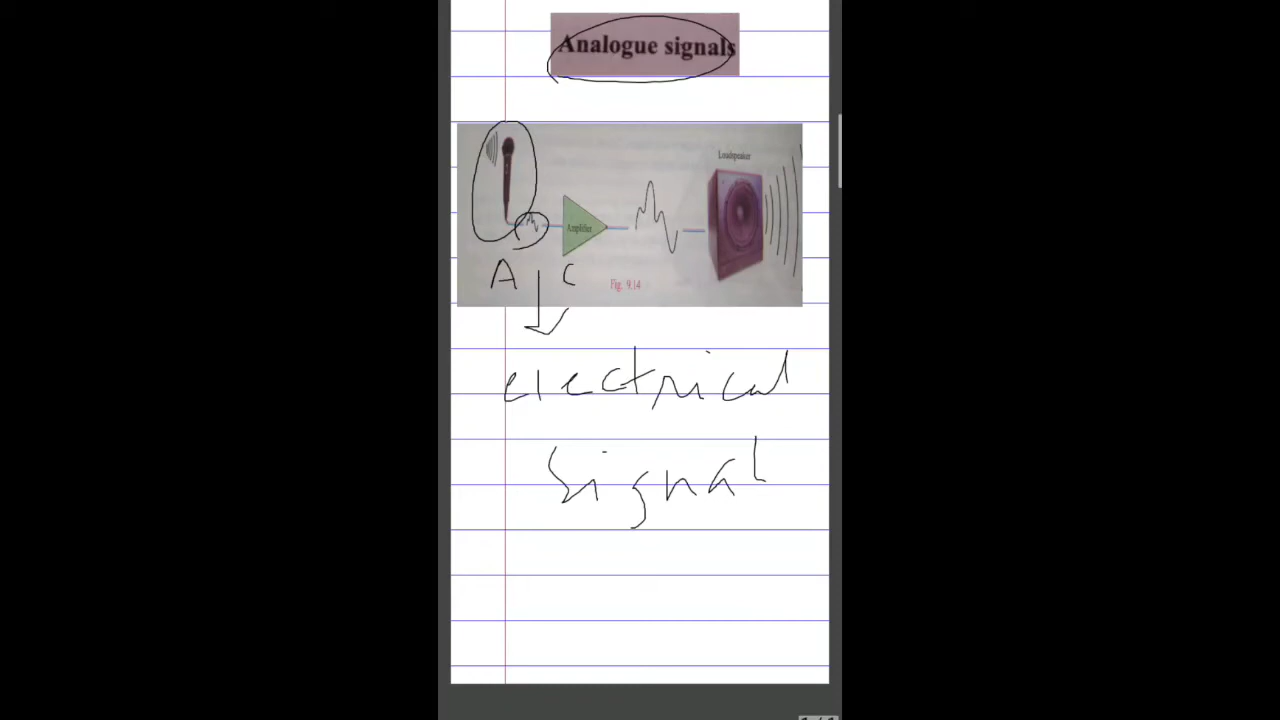 Analogue signals
Loudspeaker
Amplifier
Fig. 9.14
A C
electrical
signal